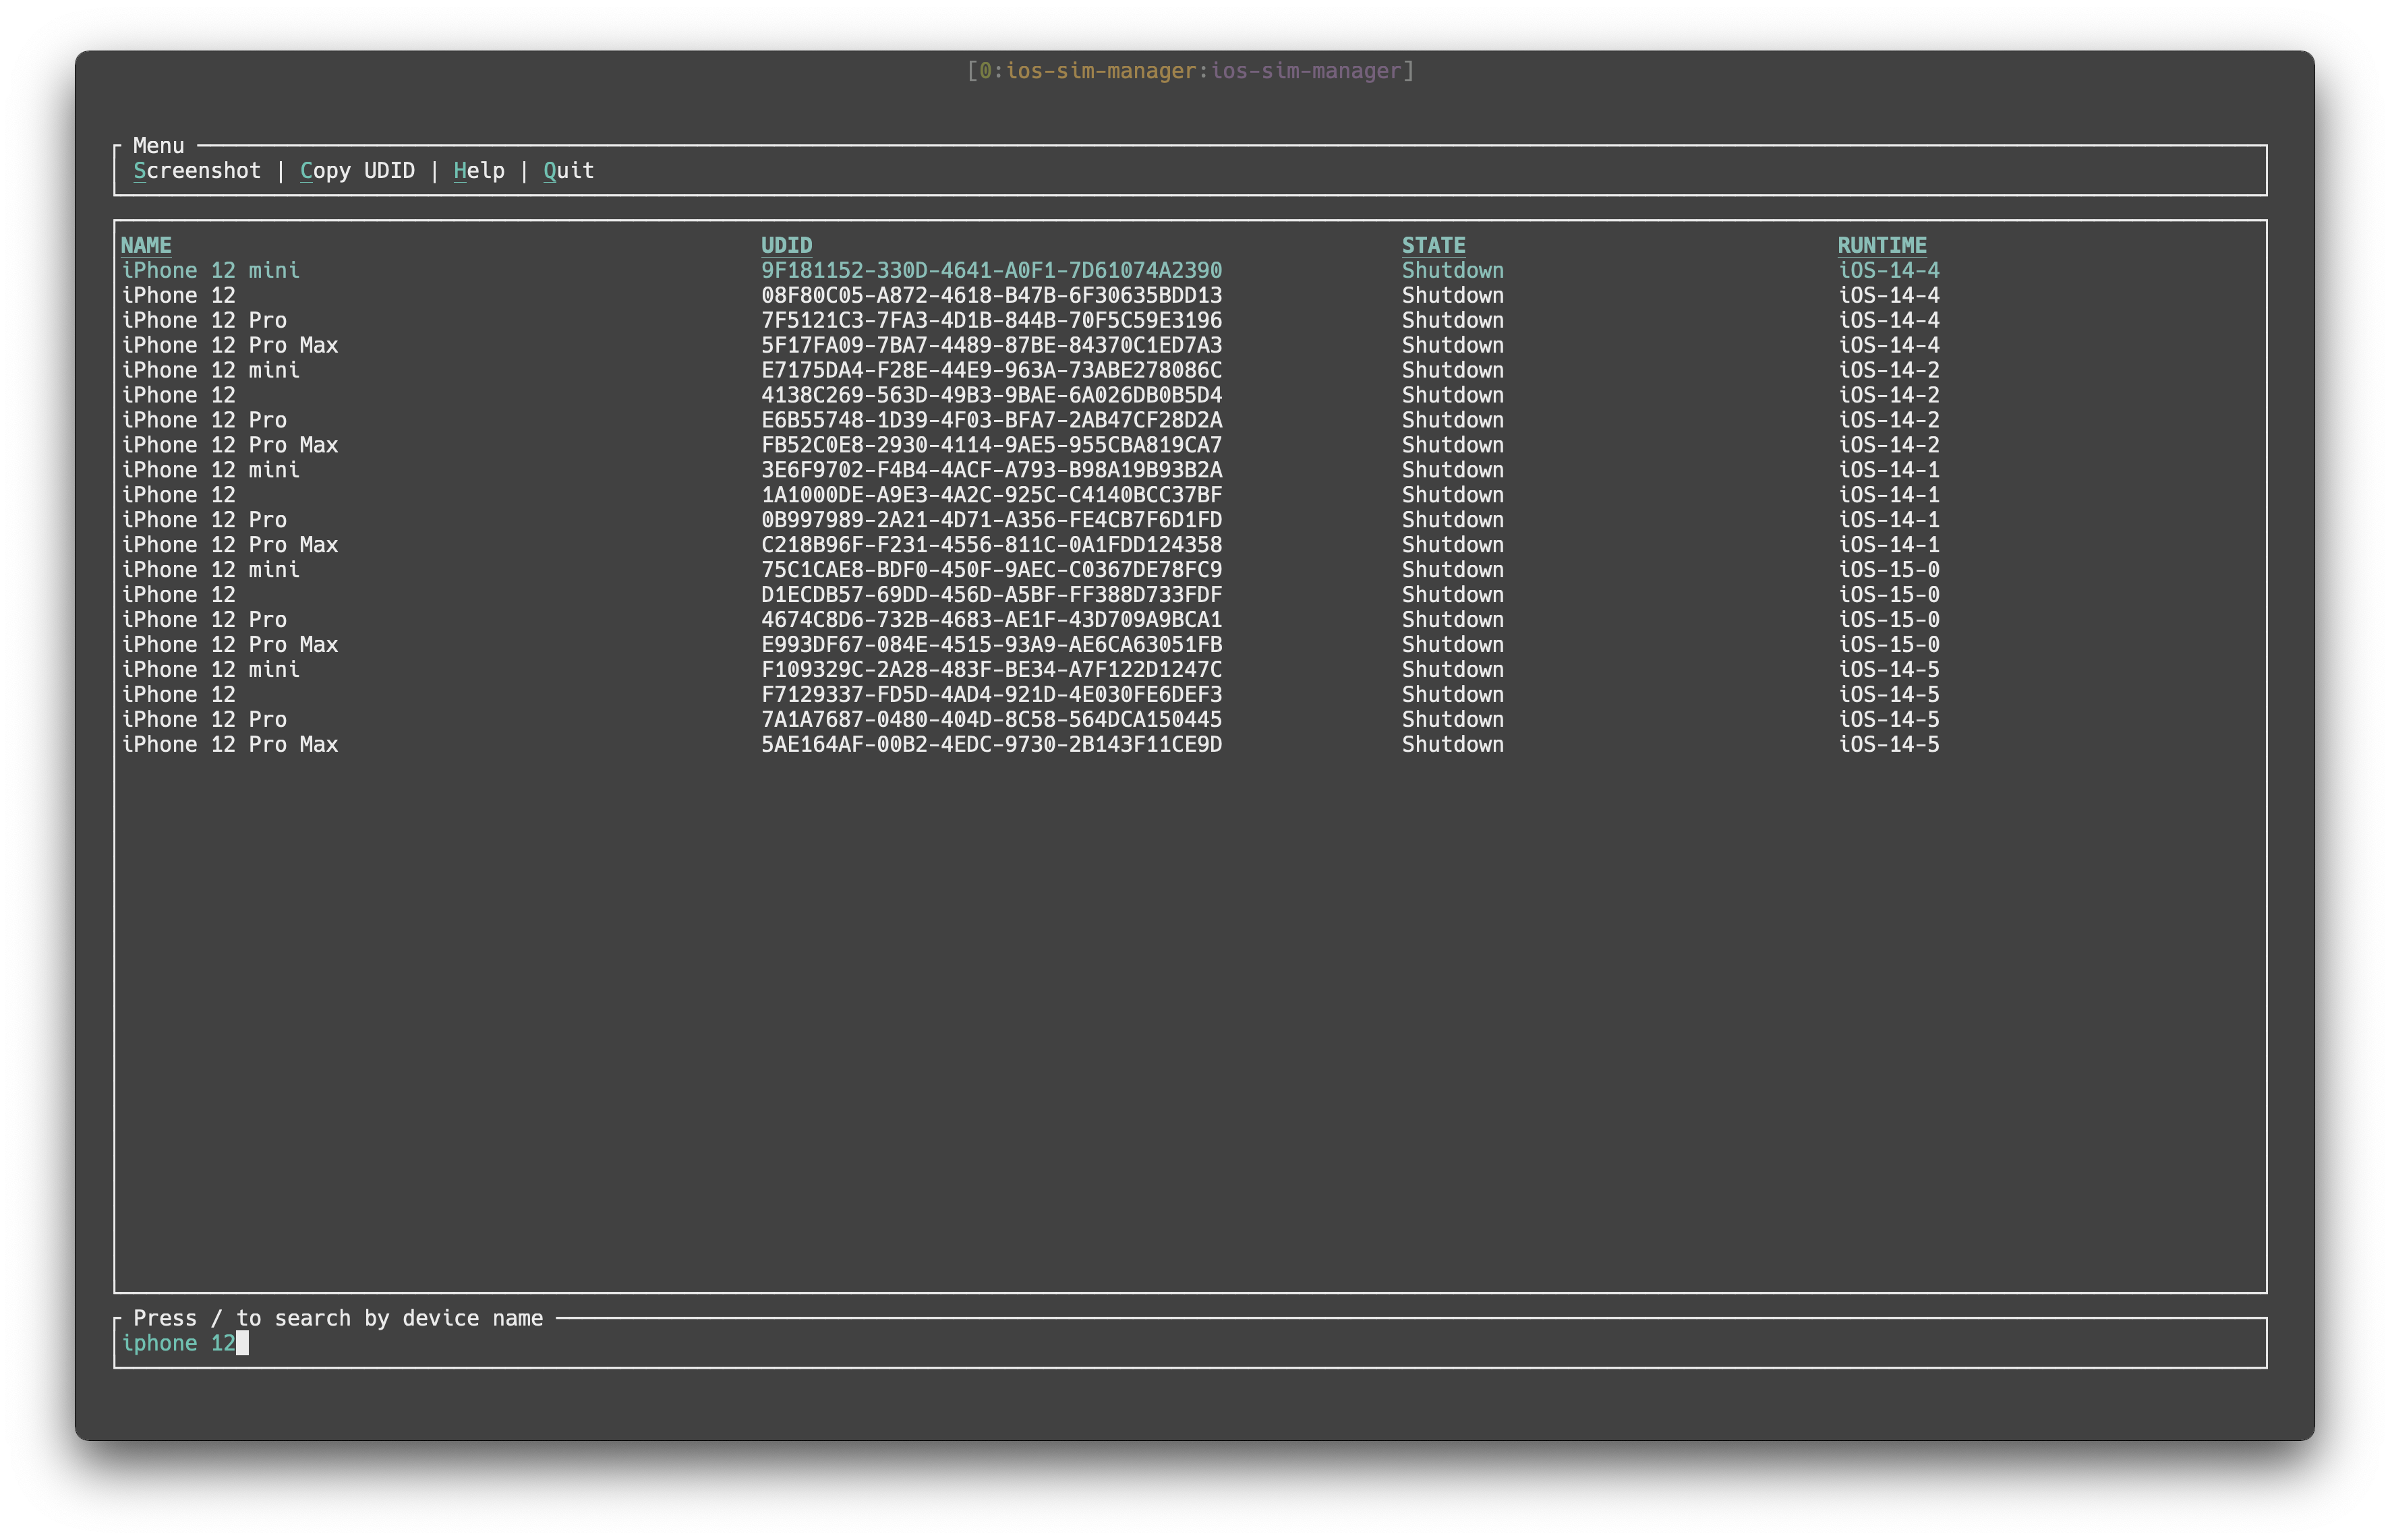 [0:ios-sim-manager:ios-sim-manager]
Menu
Screenshot | Copy UDID | Help | Quit
NAME UDID STATE RUNTIME
iPhone 12 mini 9F181152-330D-4641-A0F1-7D61074A2390 Shutdown iOS-14-4
iPhone 12 08F80C05-A872-4618-B47B-6F30635BDD13 Shutdown iOS-14-4
iPhone 12 Pro 7F5121C3-7FA3-4D1B-844B-70F5C59E3196 Shutdown iOS-14-4
iPhone 12 Pro Max 5F17FA09-7BA7-4489-87BE-84370C1ED7A3 Shutdown iOS-14-4
iPhone 12 mini E7175DA4-F28E-44E9-963A-73ABE278086C Shutdown iOS-14-2
iPhone 12 4138C269-563D-49B3-9BAE-6A026DB0B5D4 Shutdown iOS-14-2
iPhone 12 Pro E6B55748-1D39-4F03-BFA7-2AB47CF28D2A Shutdown iOS-14-2
iPhone 12 Pro Max FB52C0E8-2930-4114-9AE5-955CBA819CA7 Shutdown iOS-14-2
iPhone 12 mini 3E6F9702-F4B4-4ACF-A793-B98A19B93B2A Shutdown iOS-14-1
iPhone 12 1A1000DE-A9E3-4A2C-925C-C4140BCC37BF Shutdown iOS-14-1
iPhone 12 Pro 0B997989-2A21-4D71-A356-FE4CB7F6D1FD Shutdown iOS-14-1
iPhone 12 Pro Max C218B96F-F231-4556-811C-0A1FDD124358 Shutdown iOS-14-1
iPhone 12 mini 75C1CAE8-BDF0-450F-9AEC-C0367DE78FC9 Shutdown iOS-15-0
iPhone 12 D1ECDB57-69DD-456D-A5BF-FF388D733FDF Shutdown iOS-15-0
iPhone 12 Pro 4674C8D6-732B-4683-AE1F-43D709A9BCA1 Shutdown iOS-15-0
iPhone 12 Pro Max E993DF67-084E-4515-93A9-AE6CA63051FB Shutdown iOS-15-0
iPhone 12 mini F109329C-2A28-483F-BE34-A7F122D1247C Shutdown iOS-14-5
iPhone 12 F7129337-FD5D-4AD4-921D-4E030FE6DEF3 Shutdown iOS-14-5
iPhone 12 Pro 7A1A7687-0480-404D-8C58-564DCA150445 Shutdown iOS-14-5
iPhone 12 Pro Max 5AE164AF-00B2-4EDC-9730-2B143F11CE9D Shutdown iOS-14-5
Press / to search by device name
iphone 12